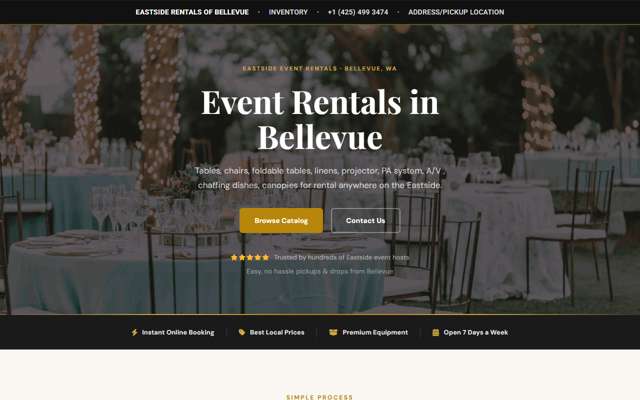 EASTSIDE RENTALS OF BELLEVUE • INVENTORY • +1 (425) 499 3474 • ADDRESS/PICKUP LOCATION
EASTSIDE EVENT RENTALS · BELLEVUE, WA
Event Rentals in
Bellevue
Tables, chairs, foldable tables, linens, projector, PA system, A/V ,
chaffing dishes, canopies for rental anywhere on the Eastside.
Browse Catalog
Contact Us
Trusted by hundreds of Eastside event hosts
Easy, no hassle pickups & drops from Bellevue
Instant Online Booking
Best Local Prices
Premium Equipment
Open 7 Days a Week
SIMPLE PROCESS